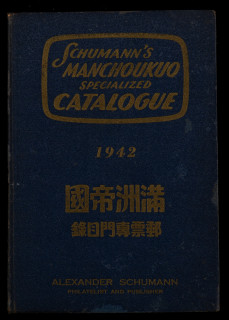 SCHUMANN'S
MANCHOUKUO
SPECIALIZED
CATALOGUE
1942
國帝洲滿
錄目門專票郵
ALEXANDER SCHUMANN
PHILATELIST AND PUBLISHER